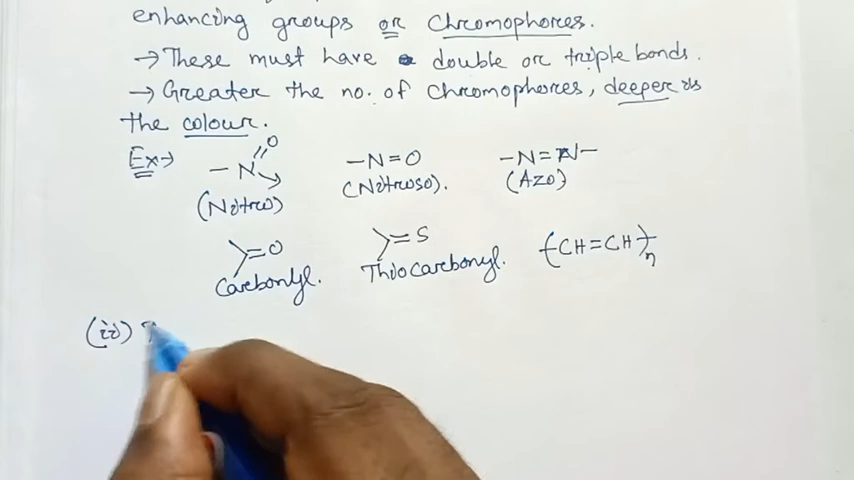 enhancing groups or Chromophores.
→ These must have double or triple bonds.
→ Greater the no. of Chromophores, deeper is
the colour.
Ex→ -N=O -N=O -N=N-
(Nitro) (Nitroso). (Azo)
=O =S (CH=CH)n
Carbonyl. Thiocarbonyl.
(ii)